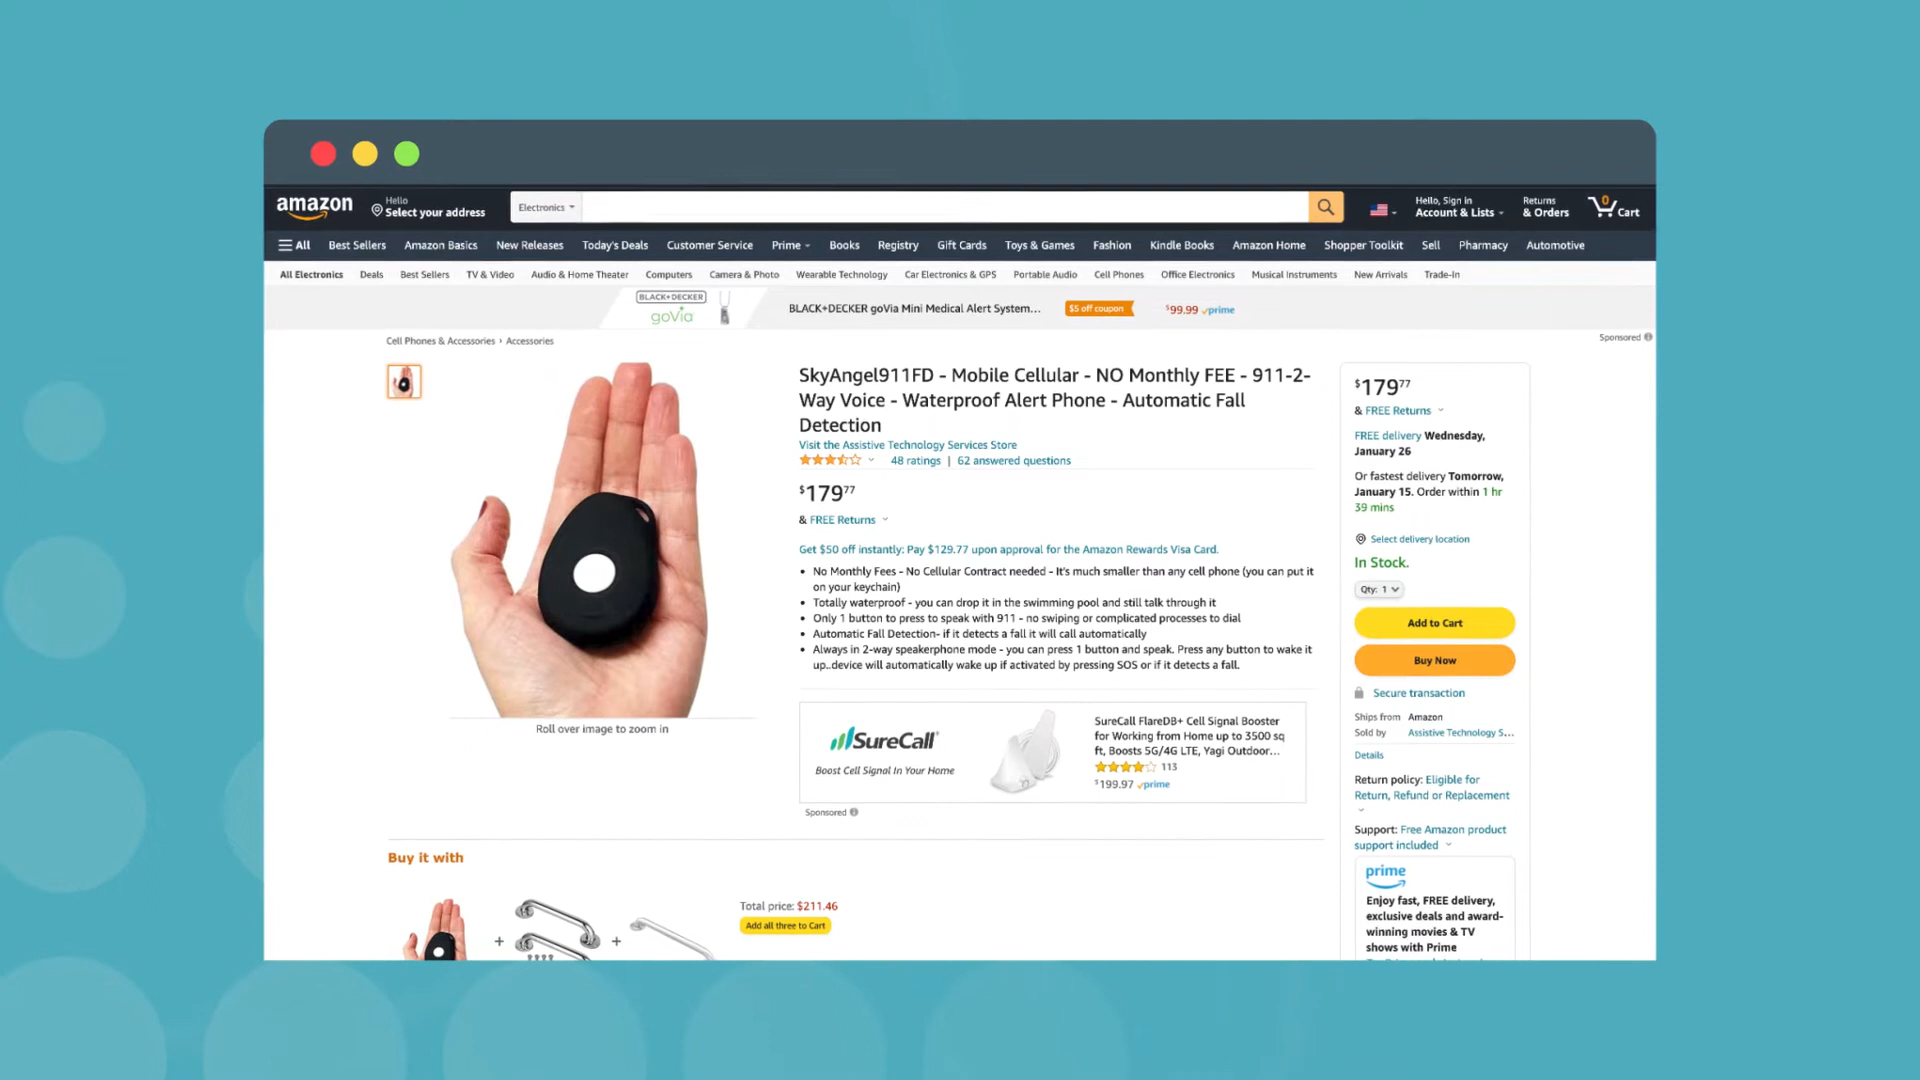 amazon
Hello
Select your address
Electronics
Hello, Sign in
Account & Lists
Returns
& Orders
0
Cart
All
Best Sellers
Amazon Basics
New Releases
Today's Deals
Customer Service
Prime
Books
Registry
Gift Cards
Toys & Games
Fashion
Kindle Books
Amazon Home
Shopper Toolkit
Sell
Pharmacy
Automotive
All Electronics
Deals
Best Sellers
TV & Video
Audio & Home Theater
Computers
Camera & Photo
Wearable Technology
Car Electronics & GPS
Portable Audio
Cell Phones
Office Electronics
Musical Instruments
New Arrivals
Trade-In
BLACK+DECKER
goVia
BLACK+DECKER goVia Mini Medical Alert System...
$5 off coupon
$99.99 prime
Sponsored
Cell Phones & Accessories › Accessories
SkyAngel911FD - Mobile Cellular - NO Monthly FEE - 911-2-
Way Voice - Waterproof Alert Phone - Automatic Fall
Detection
Visit the Assistive Technology Services Store
48 ratings | 62 answered questions
$179.77
& FREE Returns
Get $50 off instantly: Pay $129.77 upon approval for the Amazon Rewards Visa Card.
• No Monthly Fees - No Cellular Contract needed - It's much smaller than any cell phone (you can put it
on your keychain)
• Totally waterproof - you can drop it in the swimming pool and still talk through it
• Only 1 button to press to speak with 911 - no swiping or complicated processes to dial
• Automatic Fall Detection- if it detects a fall it will call automatically
• Always in 2-way speakerphone mode - you can press 1 button and speak. Press any button to wake it
up..device will automatically wake up if activated by pressing SOS or if it detects a fall.
Roll over image to zoom in
SureCall
Boost Cell Signal In Your Home
SureCall FlareDB+ Cell Signal Booster
for Working from Home up to 3500 sq
ft, Boosts 5G/4G LTE, Yagi Outdoor...
113
$199.97 prime
Sponsored
$179.77
& FREE Returns
FREE delivery Wednesday,
January 26
Or fastest delivery Tomorrow,
January 15. Order within 1 hr
39 mins
Select delivery location
In Stock.
Qty: 1
Add to Cart
Buy Now
Secure transaction
Ships from Amazon
Sold by Assistive Technology S...
Details
Return policy: Eligible for
Return, Refund or Replacement
Support: Free Amazon product
support included
prime
Enjoy fast, FREE delivery,
exclusive deals and award-
winning movies & TV
shows with Prime
Buy it with
+
+
Total price: $211.46
Add all three to Cart